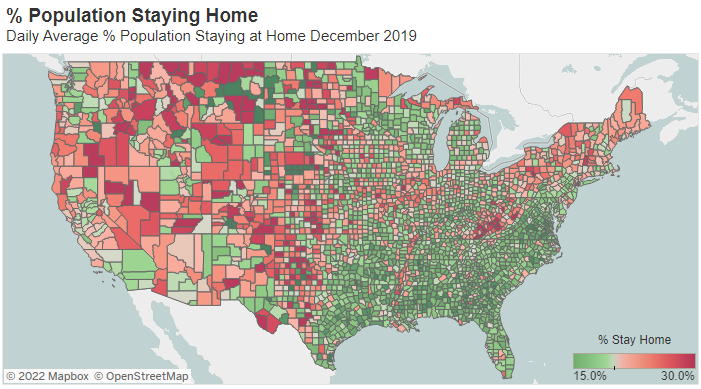 % Population Staying Home
Daily Average % Population Staying at Home December 2019
% Stay Home
15.0% 30.0%
© 2022 Mapbox © OpenStreetMap